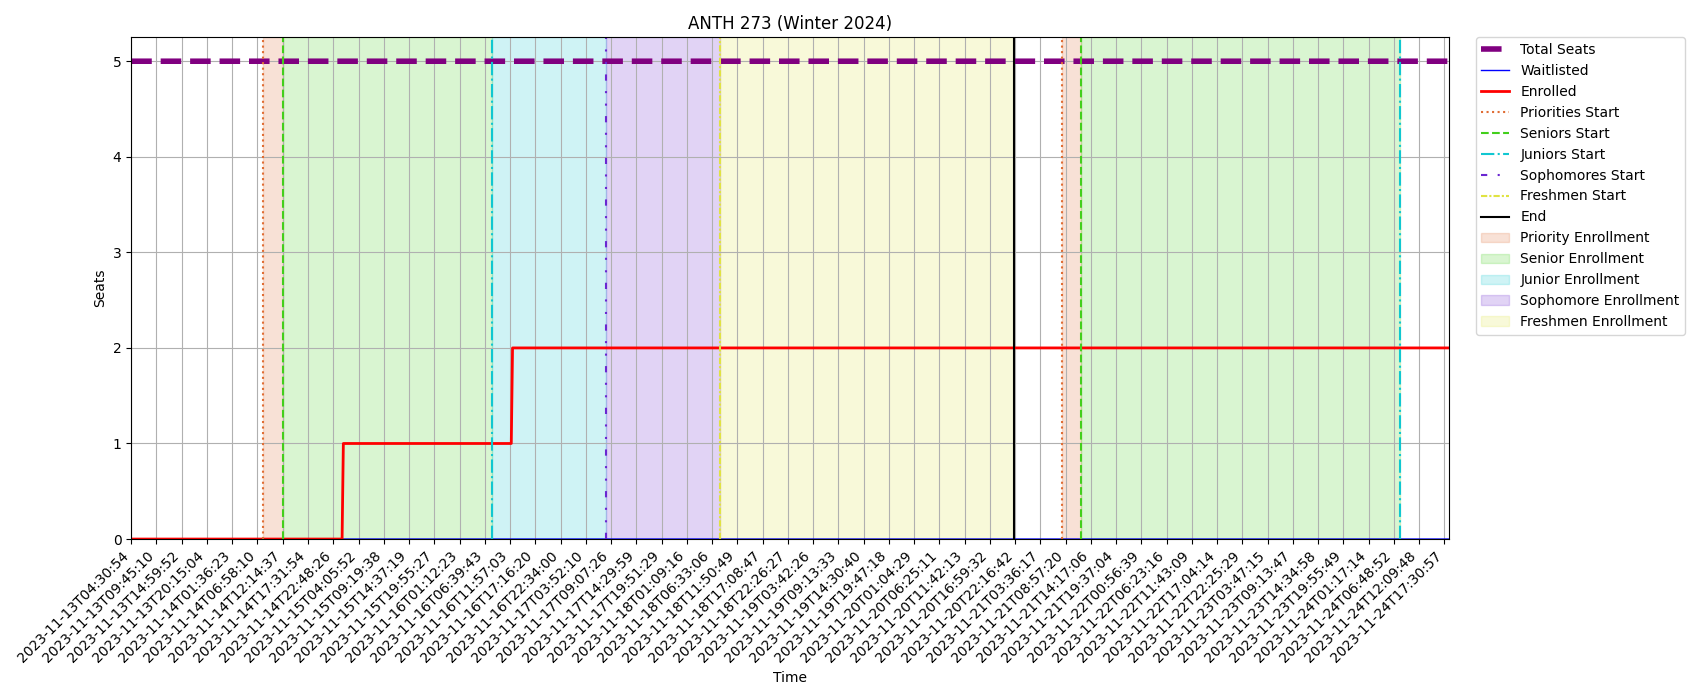 ANTH 273 (Winter 2024)
Seats
5
4
3
2
1
0
2023-11-13T04:30:54
2023-11-13T09:45:10
2023-11-13T14:59:52
2023-11-13T20:15:04
2023-11-14T01:36:23
2023-11-14T06:58:10
2023-11-14T12:14:37
2023-11-14T17:31:54
2023-11-14T22:48:26
2023-11-15T04:05:52
2023-11-15T09:19:38
2023-11-15T14:37:19
2023-11-15T19:55:27
2023-11-16T01:12:23
2023-11-16T06:39:43
2023-11-16T11:57:03
2023-11-16T17:16:20
2023-11-16T22:34:00
2023-11-17T03:52:10
2023-11-17T09:07:26
2023-11-17T14:29:59
2023-11-17T19:51:29
2023-11-18T01:09:16
2023-11-18T06:33:06
2023-11-18T11:50:49
2023-11-18T17:08:47
2023-11-18T22:26:27
2023-11-19T03:42:26
2023-11-19T09:13:33
2023-11-19T14:30:40
2023-11-19T19:47:18
2023-11-20T01:04:29
2023-11-20T06:25:11
2023-11-20T11:42:13
2023-11-20T16:59:32
2023-11-20T22:16:42
2023-11-21T03:36:17
2023-11-21T08:57:20
2023-11-21T14:17:06
2023-11-21T19:37:04
2023-11-22T00:56:39
2023-11-22T06:23:16
2023-11-22T11:43:09
2023-11-22T17:04:14
2023-11-22T22:25:29
2023-11-23T03:47:15
2023-11-23T09:13:47
2023-11-23T14:34:58
2023-11-23T19:55:49
2023-11-24T01:17:14
2023-11-24T06:48:52
2023-11-24T12:09:48
2023-11-24T17:30:57
Time
Total Seats
Waitlisted
Enrolled
Priorities Start
Seniors Start
Juniors Start
Sophomores Start
Freshmen Start
End
Priority Enrollment
Senior Enrollment
Junior Enrollment
Sophomore Enrollment
Freshmen Enrollment